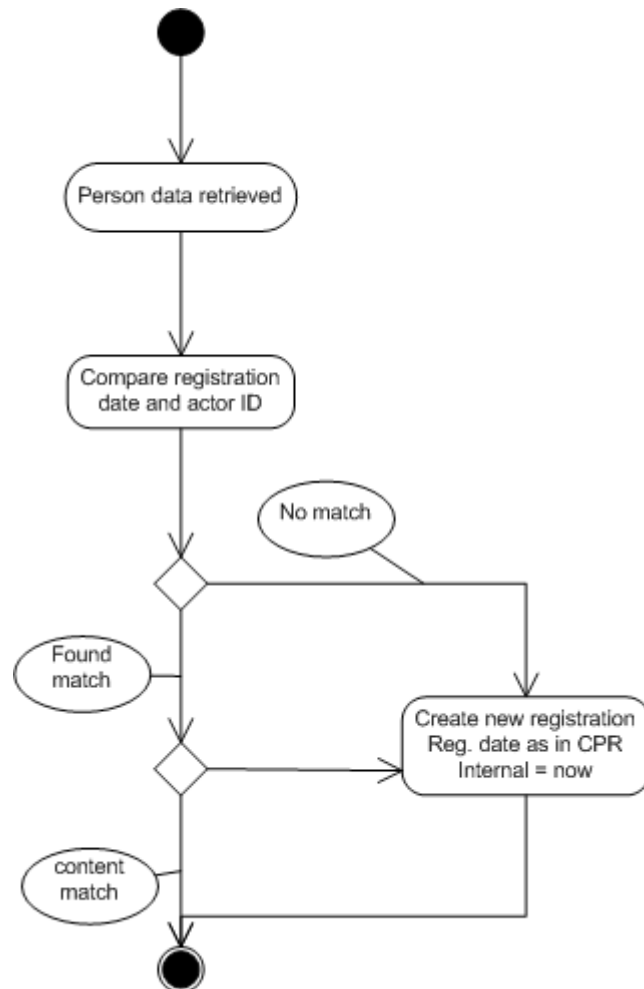 Person data retrieved
Compare registration
date and actor ID
No match
Found
match
Create new registration
Reg. date as in CPR
Internal = now
content
match